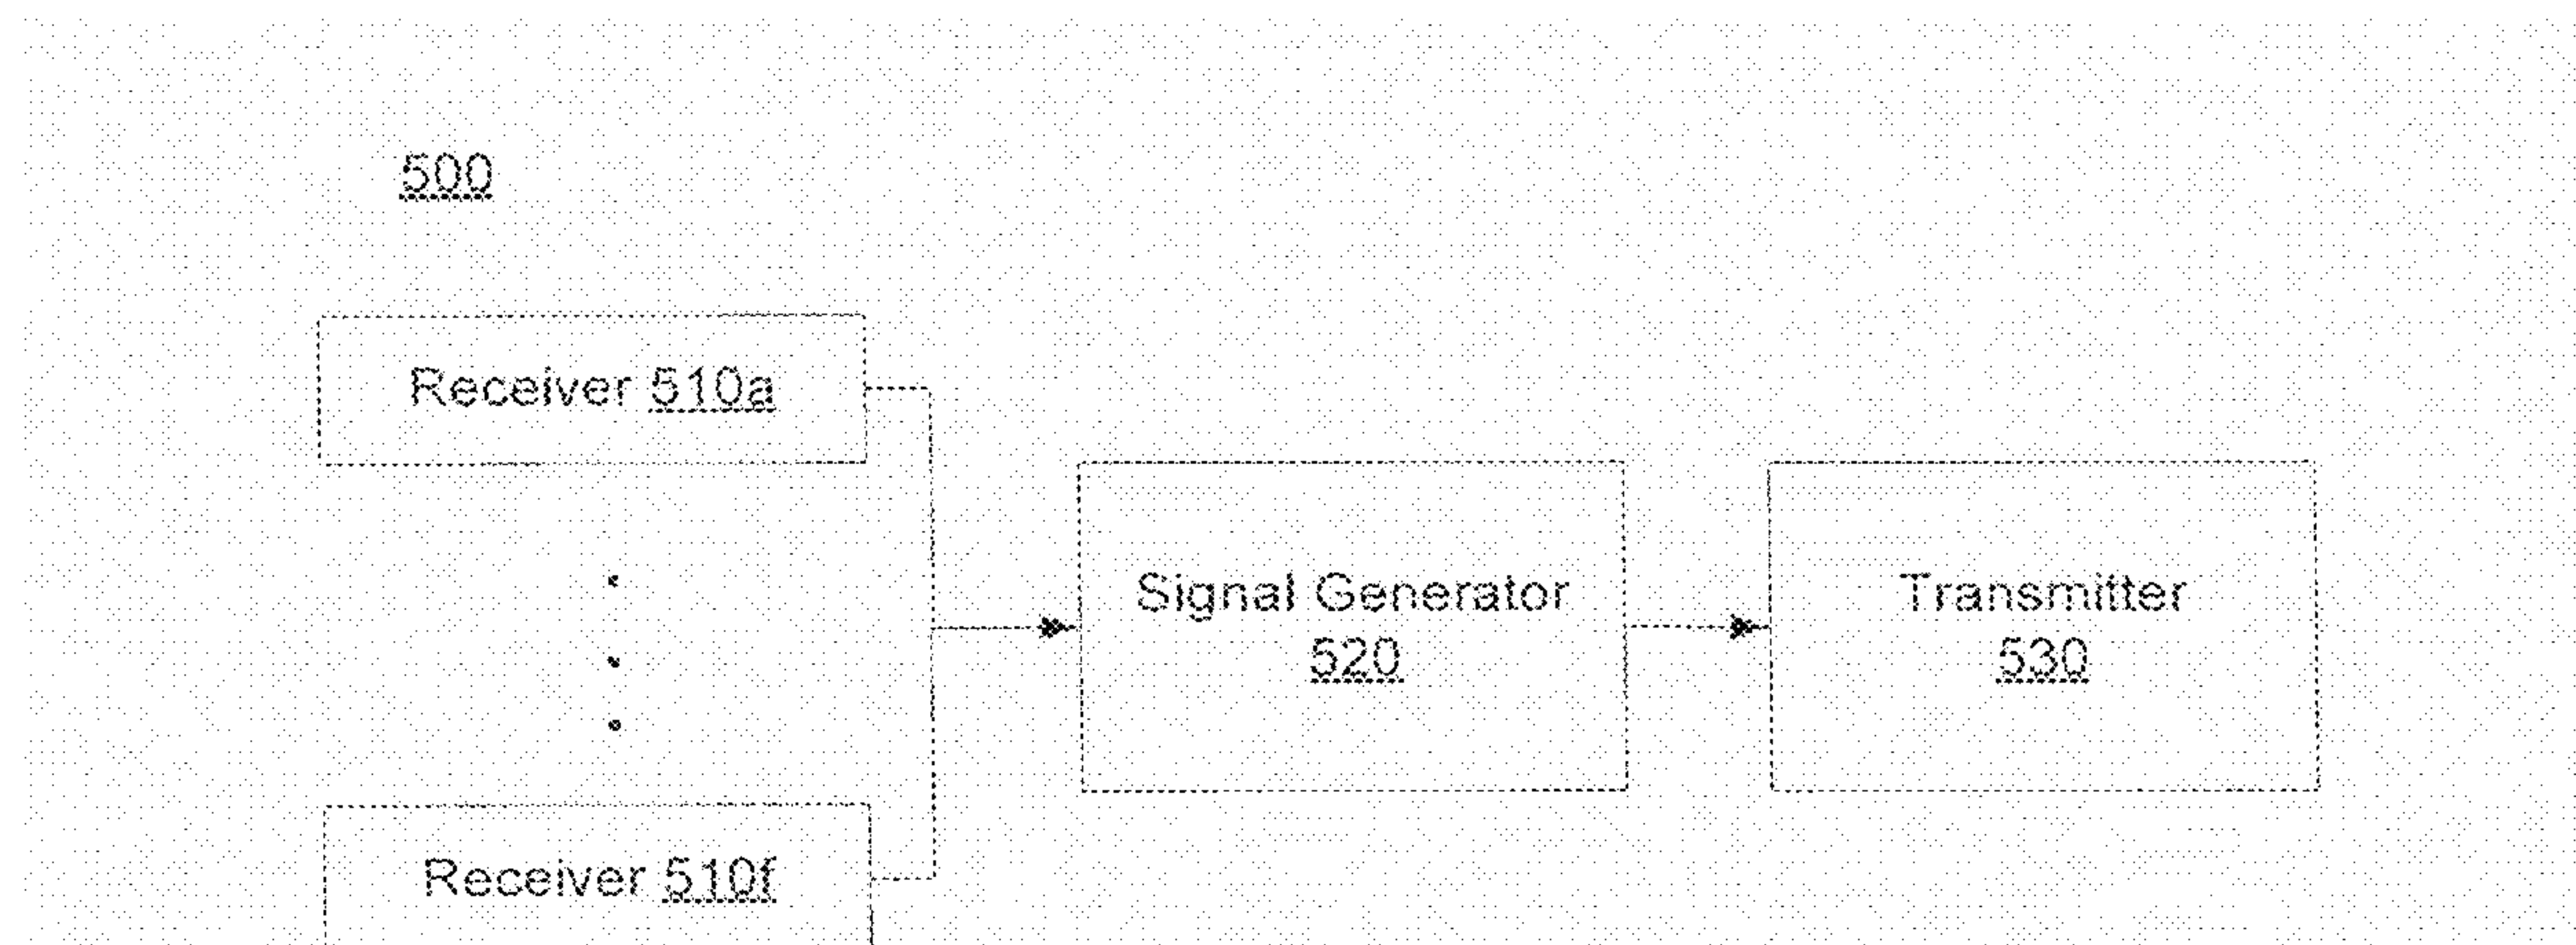 500
Receiver 510a
Signal Generator
520
Transmitter
530
Receiver 510f